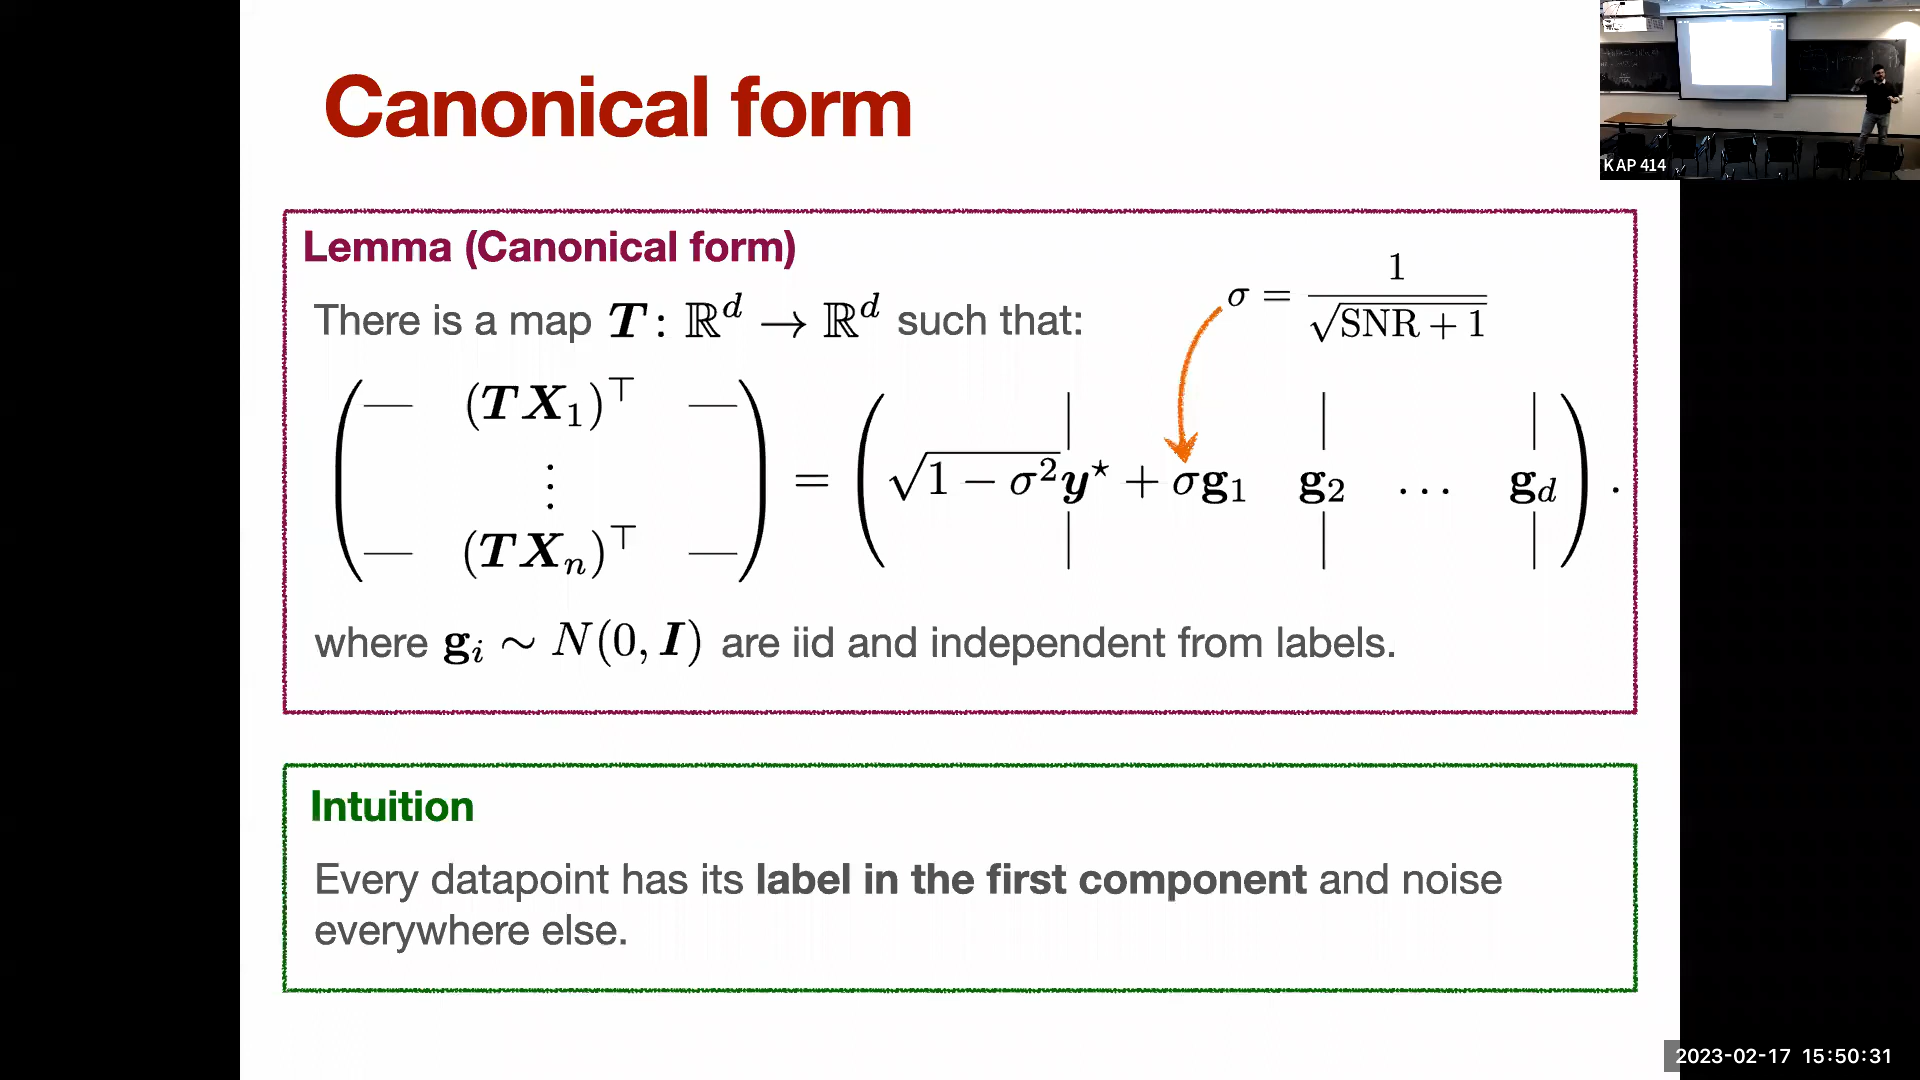 Canonical form
KAP 414
Lemma (Canonical form)
There is a map T: ℝ^d → ℝ^d such that:
σ = 1/√(SNR + 1)
( — (TX₁)^⊤ — ⋮ — (TXₙ)^⊤ — ) = ( √(1 − σ²)y* + σg₁ g₂ … g_d ) .
where g_i ~ N(0, I) are iid and independent from labels.
Intuition
Every datapoint has its label in the first component and noise
everywhere else.
2023-02-17 15:50:31